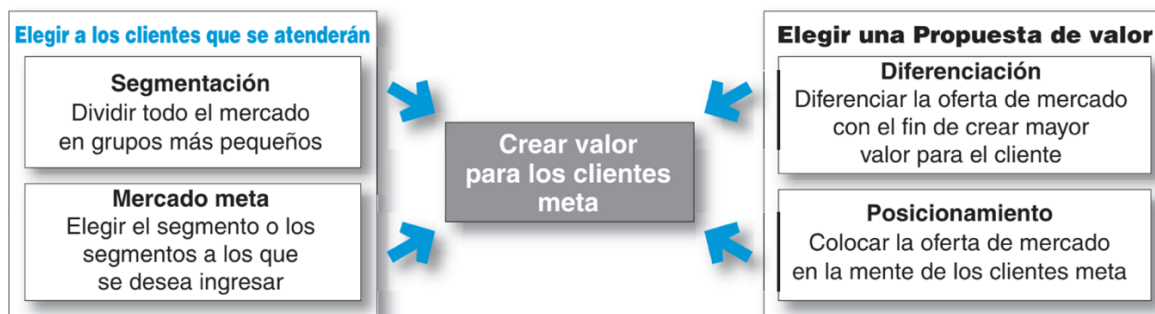 Elegir a los clientes que se atenderán
Segmentación
Dividir todo el mercado
en grupos más pequeños
Mercado meta
Elegir el segmento o los
segmentos a los que
se desea ingresar
Crear valor
para los clientes
meta
Elegir una Propuesta de valor
Diferenciación
Diferenciar la oferta de mercado
con el fin de crear mayor
valor para el cliente
Posicionamiento
Colocar la oferta de mercado
en la mente de los clientes meta